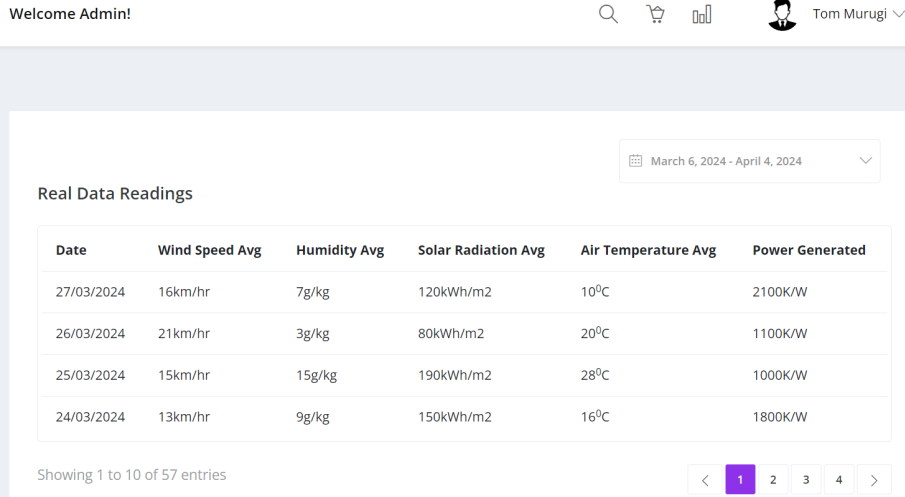 Welcome Admin! Tom Murugi
March 6, 2024 - April 4, 2024
Real Data Readings
Date Wind Speed Avg Humidity Avg Solar Radiation Avg Air Temperature Avg Power Generated
27/03/2024 16km/hr 7g/kg 120kWh/m2 10⁰C 2100K/W
26/03/2024 21km/hr 3g/kg 80kWh/m2 20⁰C 1100K/W
25/03/2024 15km/hr 15g/kg 190kWh/m2 28⁰C 1000K/W
24/03/2024 13km/hr 9g/kg 150kWh/m2 16⁰C 1800K/W
Showing 1 to 10 of 57 entries < 1 2 3 4 >